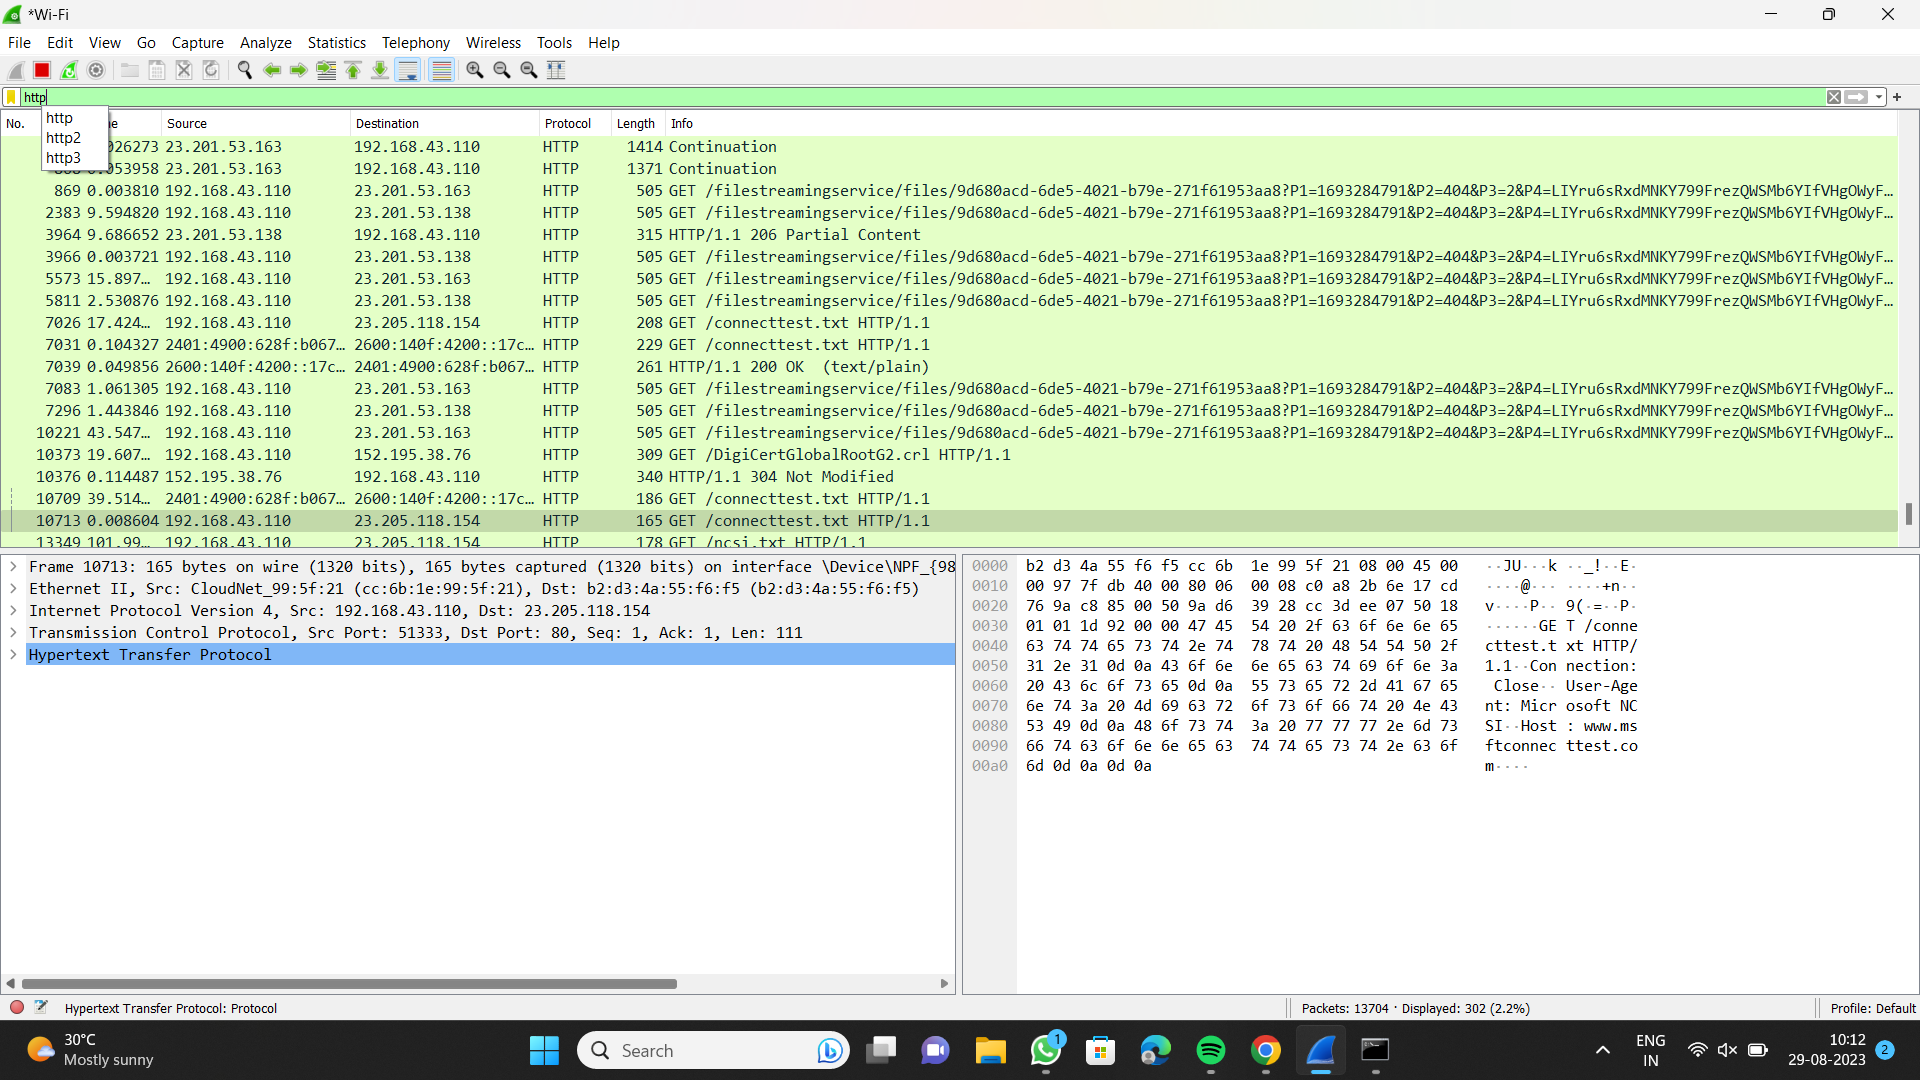 *Wi-Fi
File Edit View Go Capture Analyze Statistics Telephony Wireless Tools Help
http
http
http2
http3
No. Source Destination Protocol Length Info
23.201.53.163 192.168.43.110 HTTP 1414 Continuation
23.201.53.163 192.168.43.110 HTTP 1371 Continuation
869 0.003810 192.168.43.110 23.201.53.163 HTTP 505 GET /filestreamingservice/files/9d680acd-6de5-4021-b79e-271f61953aa8?P1=1693284791&P2=404&P3=2&P4=LIYru6sRxdMNKY799FrezQWSMb6YIfVHgOWyF…
2383 9.594820 192.168.43.110 23.201.53.138 HTTP 505 GET /filestreamingservice/files/9d680acd-6de5-4021-b79e-271f61953aa8?P1=1693284791&P2=404&P3=2&P4=LIYru6sRxdMNKY799FrezQWSMb6YIfVHgOWyF…
3964 9.686652 23.201.53.138 192.168.43.110 HTTP 315 HTTP/1.1 206 Partial Content
3966 0.003721 192.168.43.110 23.201.53.138 HTTP 505 GET /filestreamingservice/files/9d680acd-6de5-4021-b79e-271f61953aa8?P1=1693284791&P2=404&P3=2&P4=LIYru6sRxdMNKY799FrezQWSMb6YIfVHgOWyF…
5573 15.897… 192.168.43.110 23.201.53.163 HTTP 505 GET /filestreamingservice/files/9d680acd-6de5-4021-b79e-271f61953aa8?P1=1693284791&P2=404&P3=2&P4=LIYru6sRxdMNKY799FrezQWSMb6YIfVHgOWyF…
5811 2.530876 192.168.43.110 23.201.53.138 HTTP 505 GET /filestreamingservice/files/9d680acd-6de5-4021-b79e-271f61953aa8?P1=1693284791&P2=404&P3=2&P4=LIYru6sRxdMNKY799FrezQWSMb6YIfVHgOWyF…
7026 17.424… 192.168.43.110 23.205.118.154 HTTP 208 GET /connecttest.txt HTTP/1.1
7031 0.104327 2401:4900:628f:b067… 2600:140f:4200::17c… HTTP 229 GET /connecttest.txt HTTP/1.1
7039 0.049856 2600:140f:4200::17c… 2401:4900:628f:b067… HTTP 261 HTTP/1.1 200 OK (text/plain)
7083 1.061305 192.168.43.110 23.201.53.163 HTTP 505 GET /filestreamingservice/files/9d680acd-6de5-4021-b79e-271f61953aa8?P1=1693284791&P2=404&P3=2&P4=LIYru6sRxdMNKY799FrezQWSMb6YIfVHgOWyF…
7296 1.443846 192.168.43.110 23.201.53.138 HTTP 505 GET /filestreamingservice/files/9d680acd-6de5-4021-b79e-271f61953aa8?P1=1693284791&P2=404&P3=2&P4=LIYru6sRxdMNKY799FrezQWSMb6YIfVHgOWyF…
10221 43.547… 192.168.43.110 23.201.53.163 HTTP 505 GET /filestreamingservice/files/9d680acd-6de5-4021-b79e-271f61953aa8?P1=1693284791&P2=404&P3=2&P4=LIYru6sRxdMNKY799FrezQWSMb6YIfVHgOWyF…
10373 19.607… 192.168.43.110 152.195.38.76 HTTP 309 GET /DigiCertGlobalRootG2.crl HTTP/1.1
10376 0.114487 152.195.38.76 192.168.43.110 HTTP 340 HTTP/1.1 304 Not Modified
10709 39.514… 2401:4900:628f:b067… 2600:140f:4200::17c… HTTP 186 GET /connecttest.txt HTTP/1.1
10713 0.008604 192.168.43.110 23.205.118.154 HTTP 165 GET /connecttest.txt HTTP/1.1
13349 101.99… 192.168.43.110 23.205.118.154 HTTP 178 GET /ncsi.txt HTTP/1.1
Frame 10713: 165 bytes on wire (1320 bits), 165 bytes captured (1320 bits) on interface \Device\NPF_{98
Ethernet II, Src: CloudNet_99:5f:21 (cc:6b:1e:99:5f:21), Dst: b2:d3:4a:55:f6:f5 (b2:d3:4a:55:f6:f5)
Internet Protocol Version 4, Src: 192.168.43.110, Dst: 23.205.118.154
Transmission Control Protocol, Src Port: 51333, Dst Port: 80, Seq: 1, Ack: 1, Len: 111
Hypertext Transfer Protocol
0000 b2 d3 4a 55 f6 f5 cc 6b 1e 99 5f 21 08 00 45 00 ··JU···k ··_!··E·
0010 00 97 7f db 40 00 80 06 00 08 c0 a8 2b 6e 17 cd ····@··· ····+n··
0020 76 9a c8 85 00 50 9a d6 39 28 cc 3d ee 07 50 18 v····P·· 9(·=··P·
0030 01 01 1d 92 00 00 47 45 54 20 2f 63 6f 6e 6e 65 ······GE T /conne
0040 63 74 74 65 73 74 2e 74 78 74 20 48 54 54 50 2f cttest.t xt HTTP/
0050 31 2e 31 0d 0a 43 6f 6e 6e 65 63 74 69 6f 6e 3a 1.1··Con nection:
0060 20 43 6c 6f 73 65 0d 0a 55 73 65 72 2d 41 67 65 Close·· User-Age
0070 6e 74 3a 20 4d 69 63 72 6f 73 6f 66 74 20 4e 43 nt: Micr osoft NC
0080 53 49 0d 0a 48 6f 73 74 3a 20 77 77 77 2e 6d 73 SI··Host : www.ms
0090 66 74 63 6f 6e 6e 65 63 74 74 65 73 74 2e 63 6f ftconnec ttest.co
00a0 6d 0d 0a 0d 0a m····
Hypertext Transfer Protocol: Protocol Packets: 13704 · Displayed: 302 (2.2%) Profile: Default
30°C
Mostly sunny
Search
1
ENG
IN
10:12
29-08-2023
2